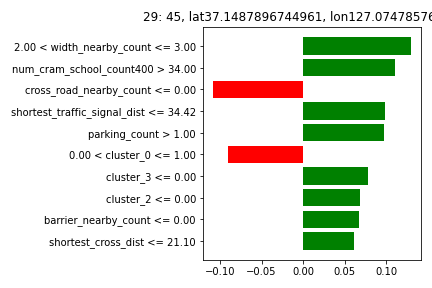 29: 45, lat37.1487896744961, lon127.07478576
2.00 < width_nearby_count <= 3.00
num_cram_school_count400 > 34.00
cross_road_nearby_count <= 0.00
shortest_traffic_signal_dist <= 34.42
parking_count > 1.00
0.00 < cluster_0 <= 1.00
cluster_3 <= 0.00
cluster_2 <= 0.00
barrier_nearby_count <= 0.00
shortest_cross_dist <= 21.10
−0.10 −0.05 0.00 0.05 0.10